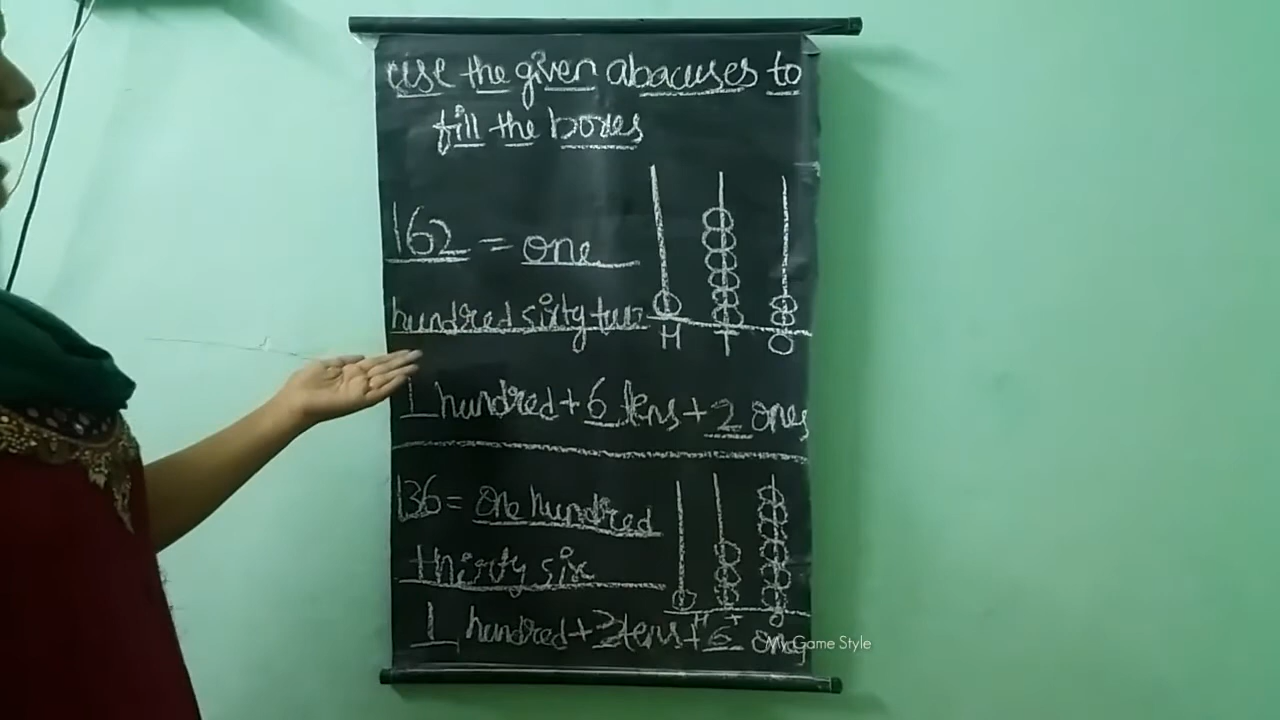 use the given abacuses to
fill the boxes
162 = one
hundred sixty two
H T O
1 hundred + 6 tens + 2 ones
136 = one hundred
thirty six
H T O
1 hundred + 3 tens + 6 ones
My Game Style